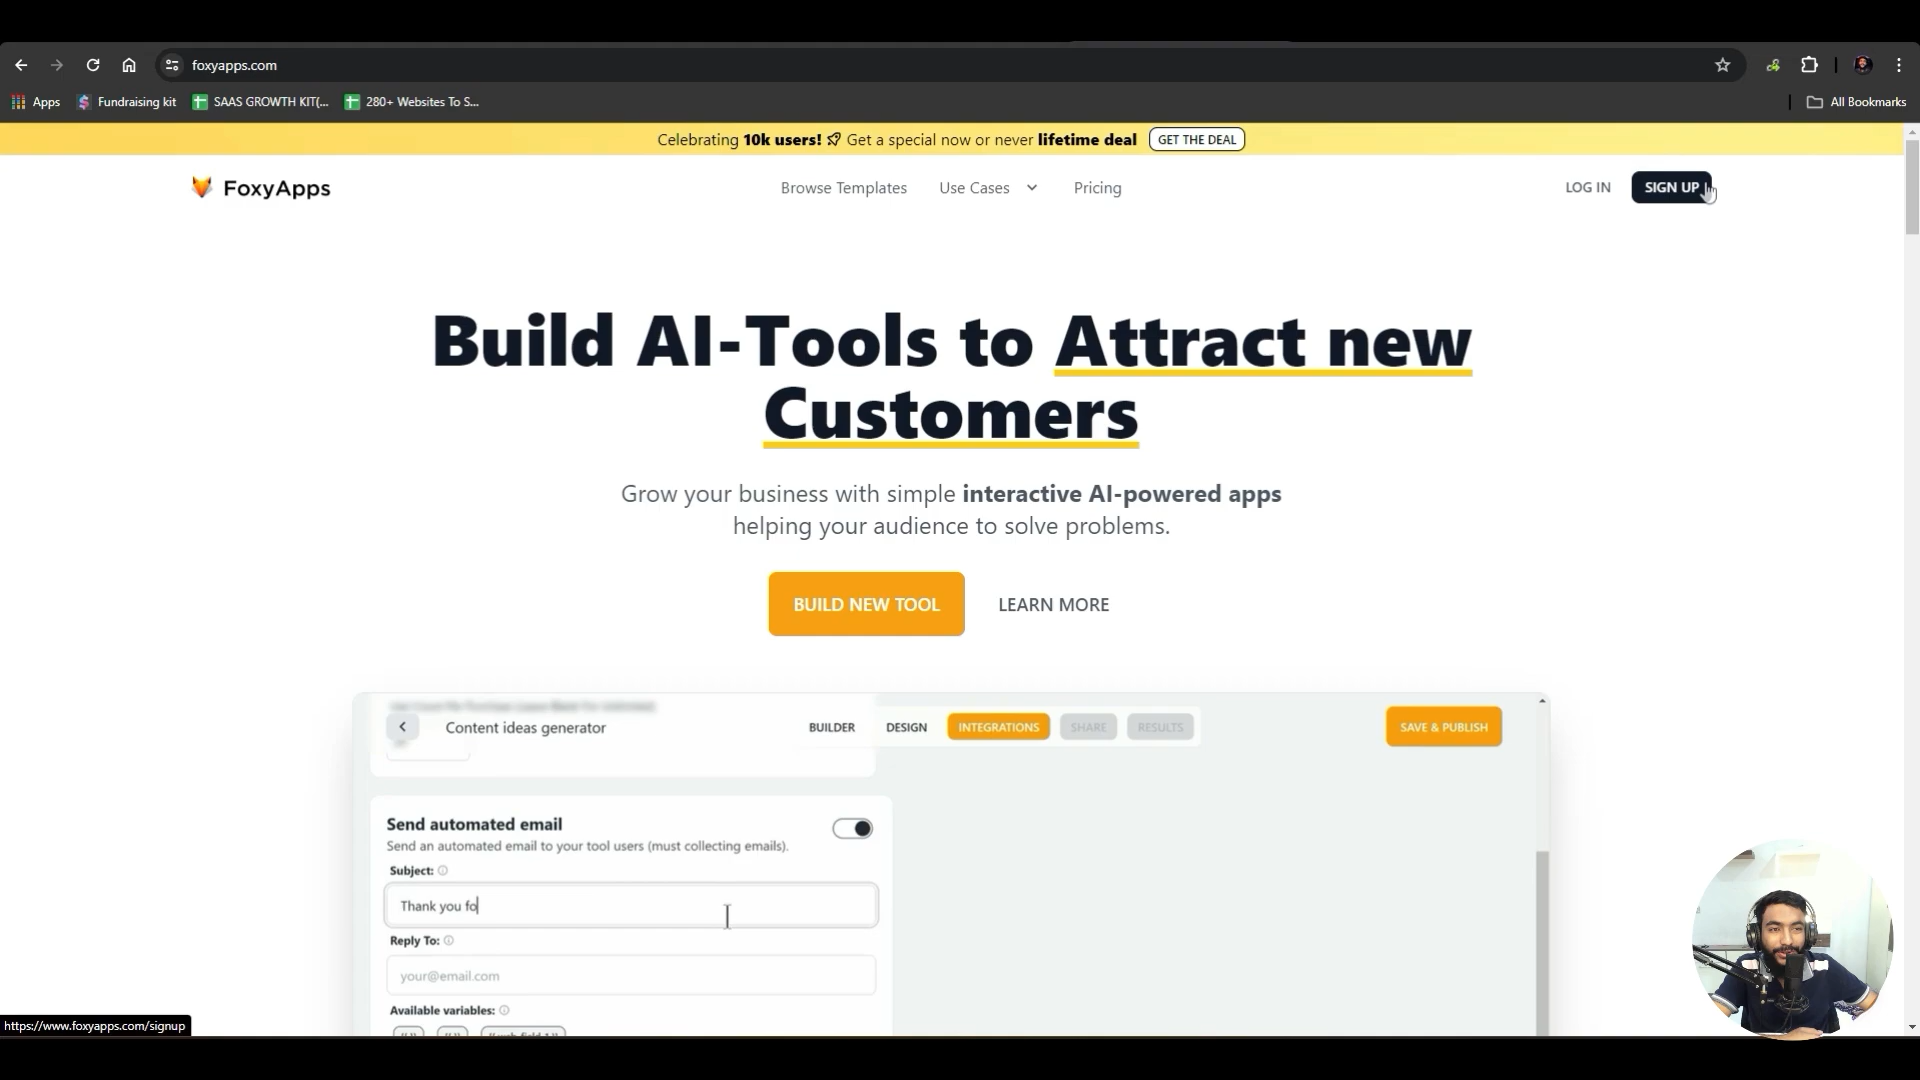 foxyapps.com
Apps Fundraising kit SAAS GROWTH KIT(... 280+ Websites To S... All Bookmarks
Celebrating 10k users! Get a special now or never lifetime deal GET THE DEAL
FoxyApps Browse Templates Use Cases Pricing LOG IN SIGN UP
Build AI-Tools to Attract new
Customers
Grow your business with simple interactive AI-powered apps
helping your audience to solve problems.
BUILD NEW TOOL LEARN MORE
Content ideas generator BUILDER DESIGN INTEGRATIONS SHARE RESULTS SAVE & PUBLISH
Send automated email
Send an automated email to your tool users (must collecting emails).
Subject:
Thank you fo
Reply To:
your@email.com
Available variables:
https://www.foxyapps.com/signup